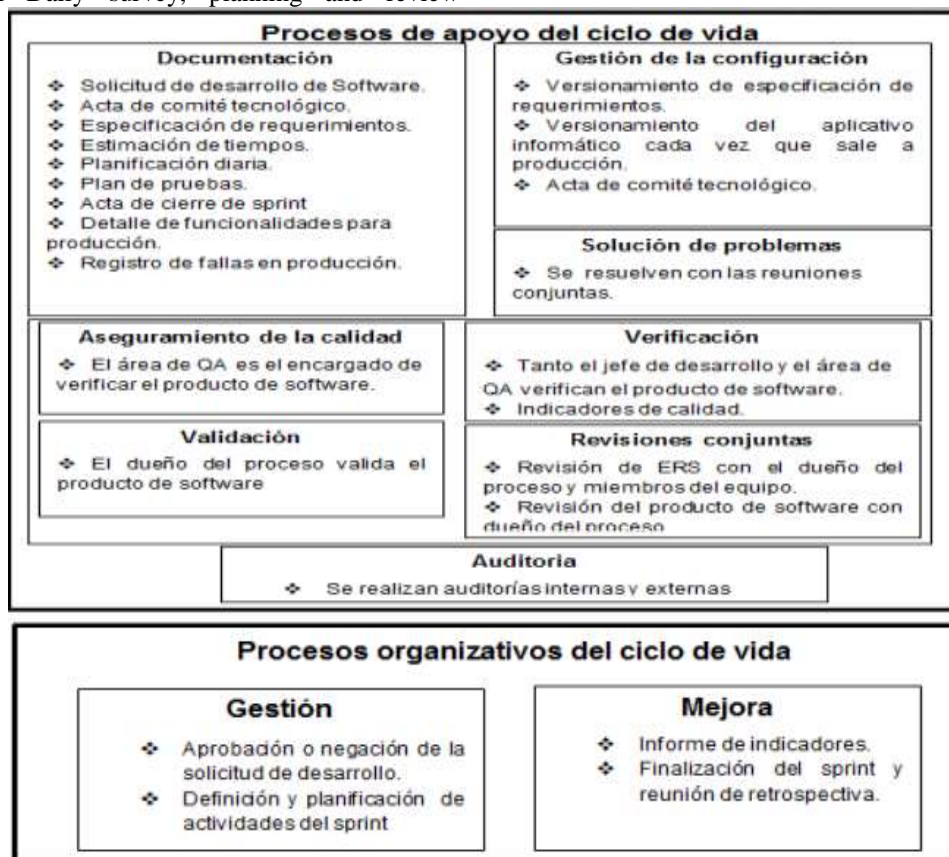 Daily survey, planning and review
Procesos de apoyo del ciclo de vida
Documentación
❖ Solicitud de desarrollo de Software.
❖ Acta de comité tecnológico.
❖ Especificación de requerimientos.
❖ Estimación de tiempos.
❖ Planificación diaria.
❖ Plan de pruebas.
❖ Acta de cierre de sprint
❖ Detalle de funcionalidades para
producción.
❖ Registro de fallas en producción.
Gestión de la configuración
❖ Versionamiento de especificación de
requerimientos.
❖ Versionamiento del aplicativo
informático cada vez que sale a
producción.
❖ Acta de comité tecnológico.
Solución de problemas
❖ Se resuelven con las reuniones
conjuntas.
Aseguramiento de la calidad
❖ El área de QA es el encargado de
verificar el producto de software.
Verificación
❖ Tanto el jefe de desarrollo y el área de
QA verifican el producto de software.
❖ Indicadores de calidad.
Validación
❖ El dueño del proceso valida el
producto de software
Revisiones conjuntas
❖ Revisión de ERS con el dueño del
proceso y miembros del equipo.
❖ Revisión del producto de software con
dueño del proceso
Auditoria
❖ Se realizan auditorías internas y externas
Procesos organizativos del ciclo de vida
Gestión
❖ Aprobación o negación de la
solicitud de desarrollo.
❖ Definición y planificación de
actividades del sprint
Mejora
❖ Informe de indicadores.
❖ Finalización del sprint y
reunión de retrospectiva.